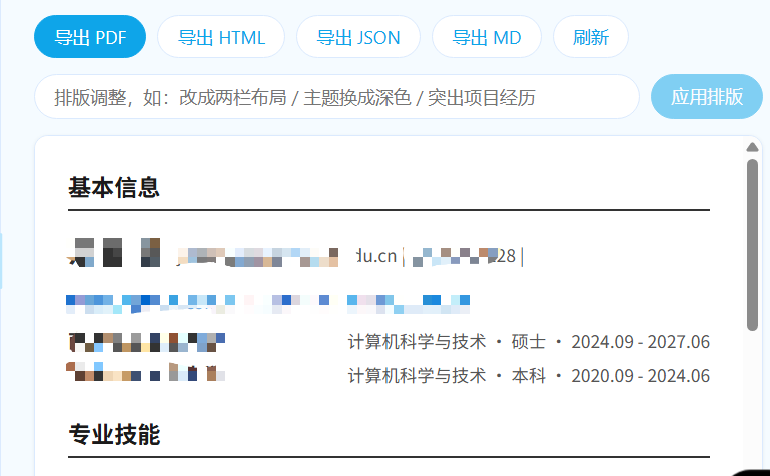 导出 PDF 导出 HTML 导出 JSON 导出 MD 刷新
排版调整，如：改成两栏布局 / 主题换成深色 / 突出项目经历 应用排版
基本信息
du.cn | 28 |
计算机科学与技术 · 硕士 · 2024.09 - 2027.06
计算机科学与技术 · 本科 · 2020.09 - 2024.06
专业技能